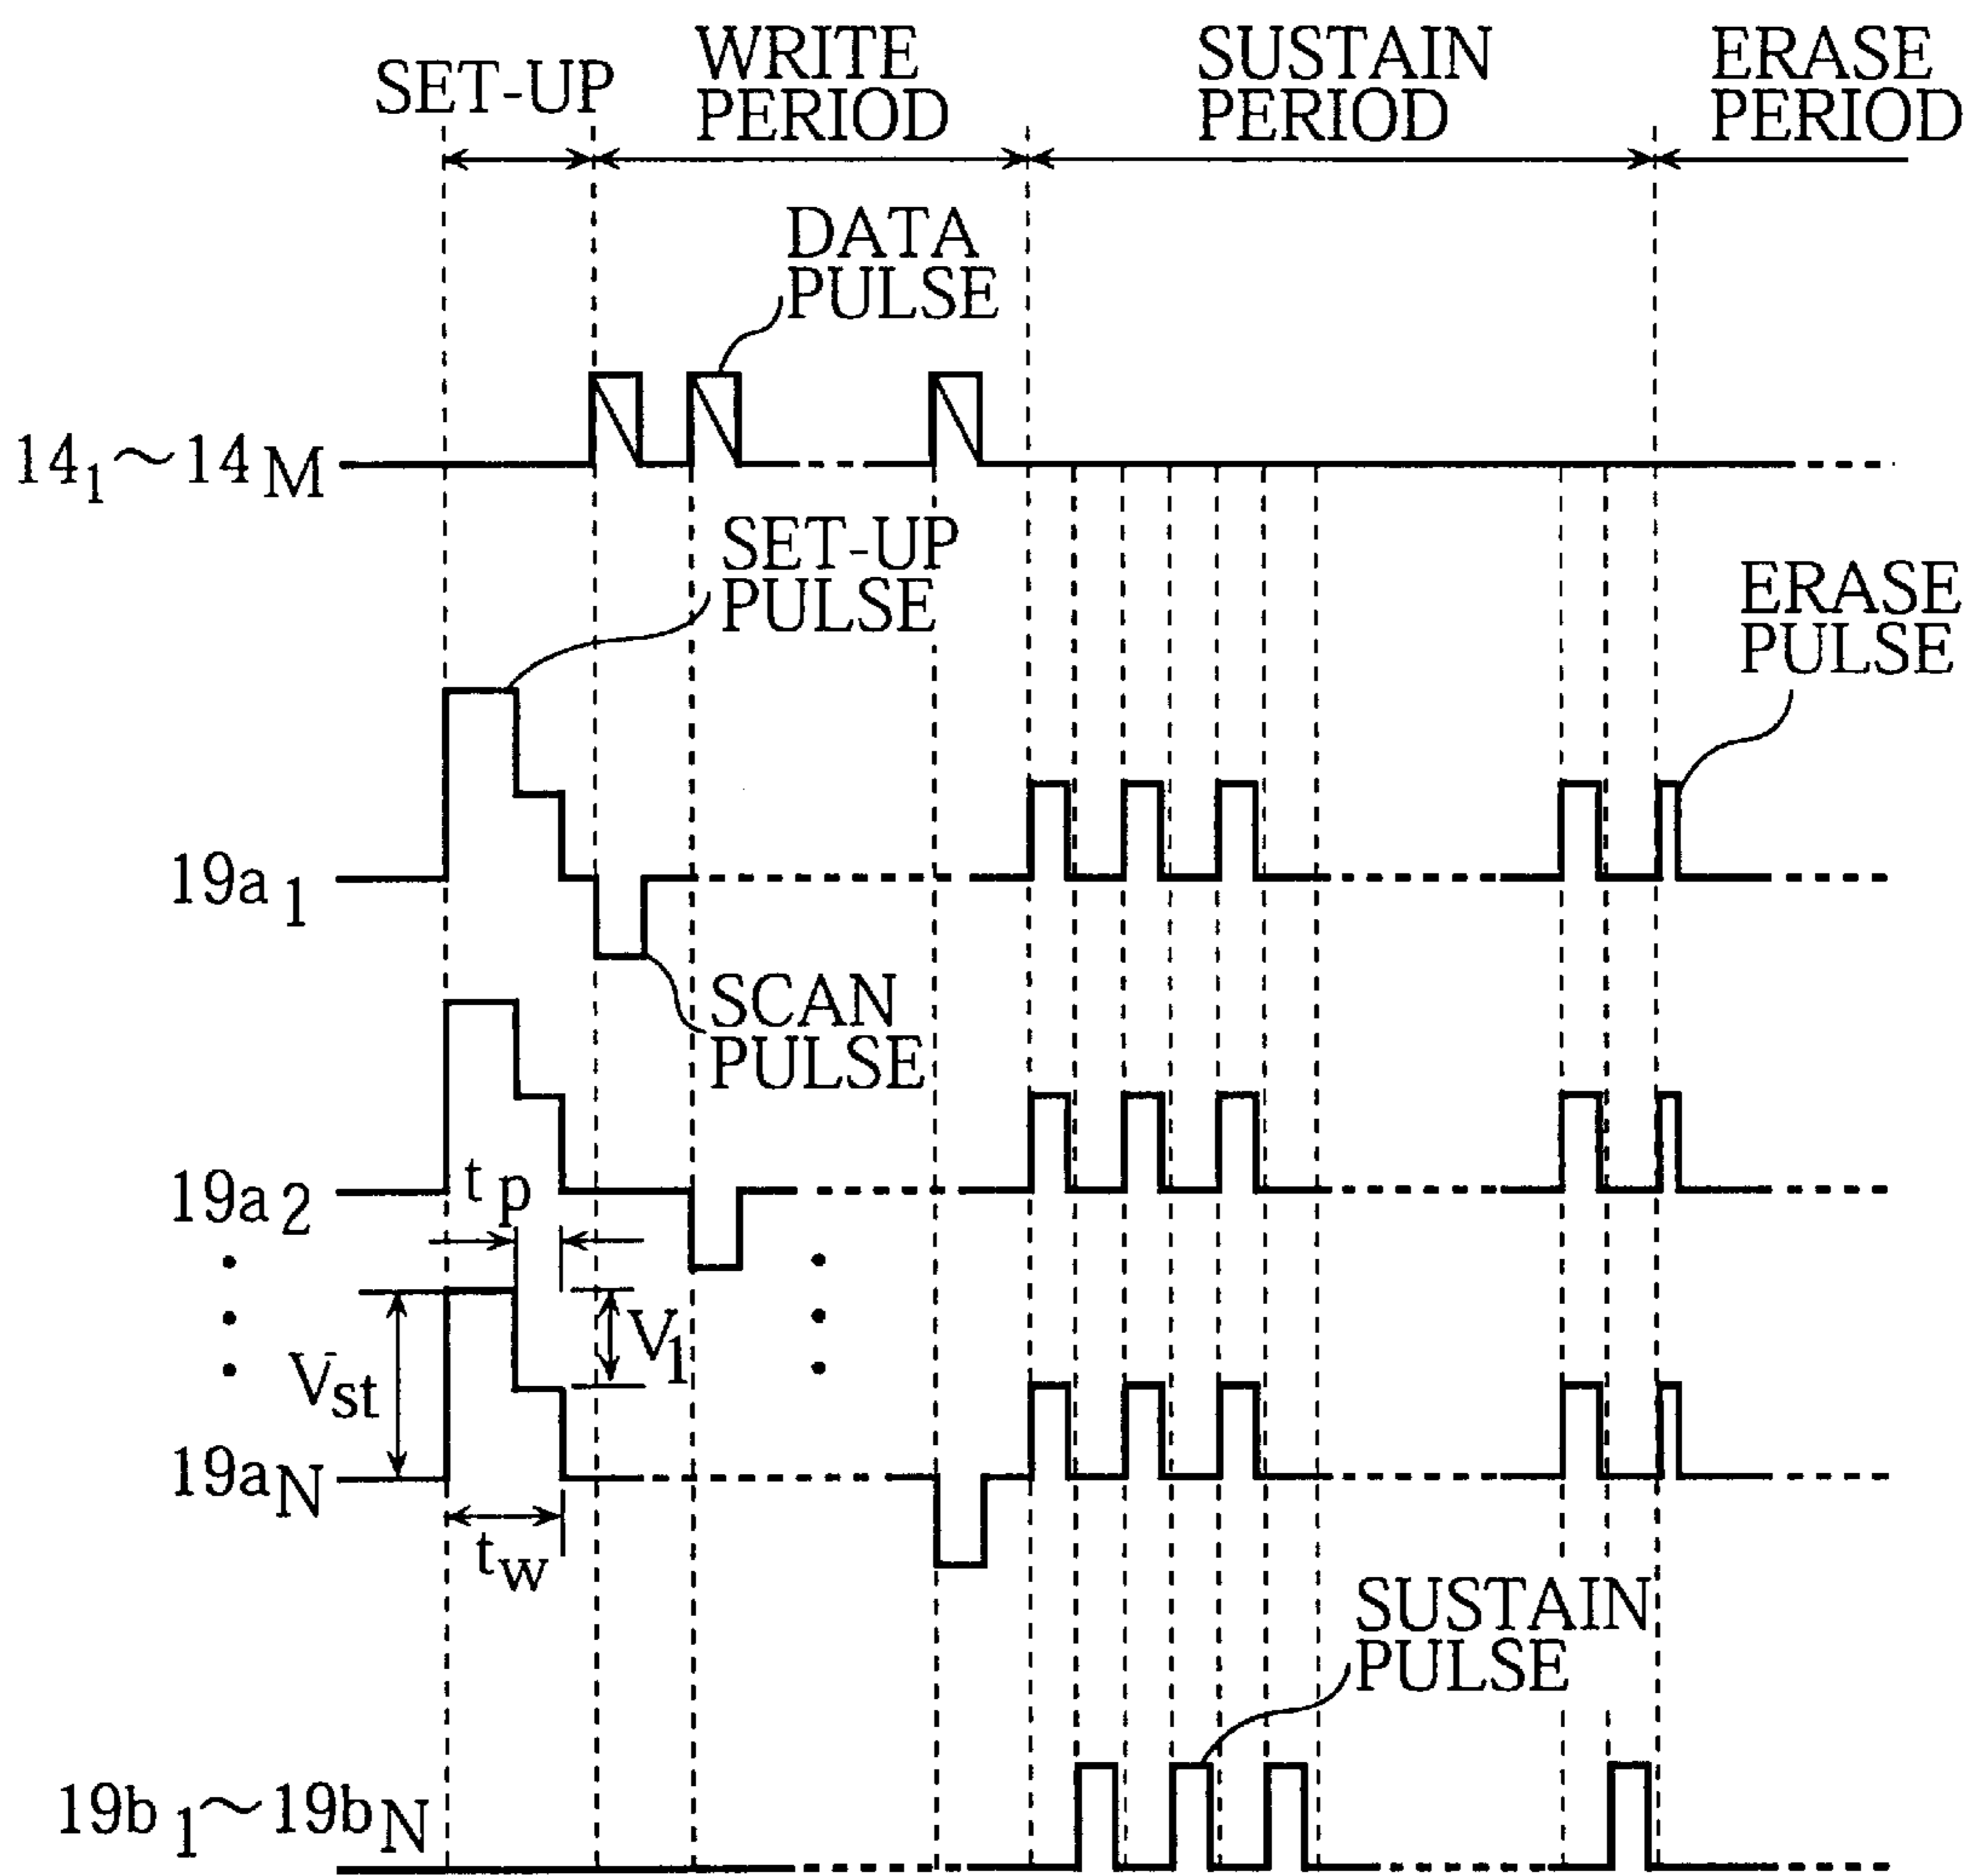 SET-UP
WRITE
PERIOD
SUSTAIN
PERIOD
ERASE
PERIOD
DATA
PULSE
14₁~14M
SET-UP
PULSE
ERASE
PULSE
19a₁
SCAN
PULSE
19a₂
tp
V₁
Vst
19aN
tw
SUSTAIN
PULSE
19b₁~19bN